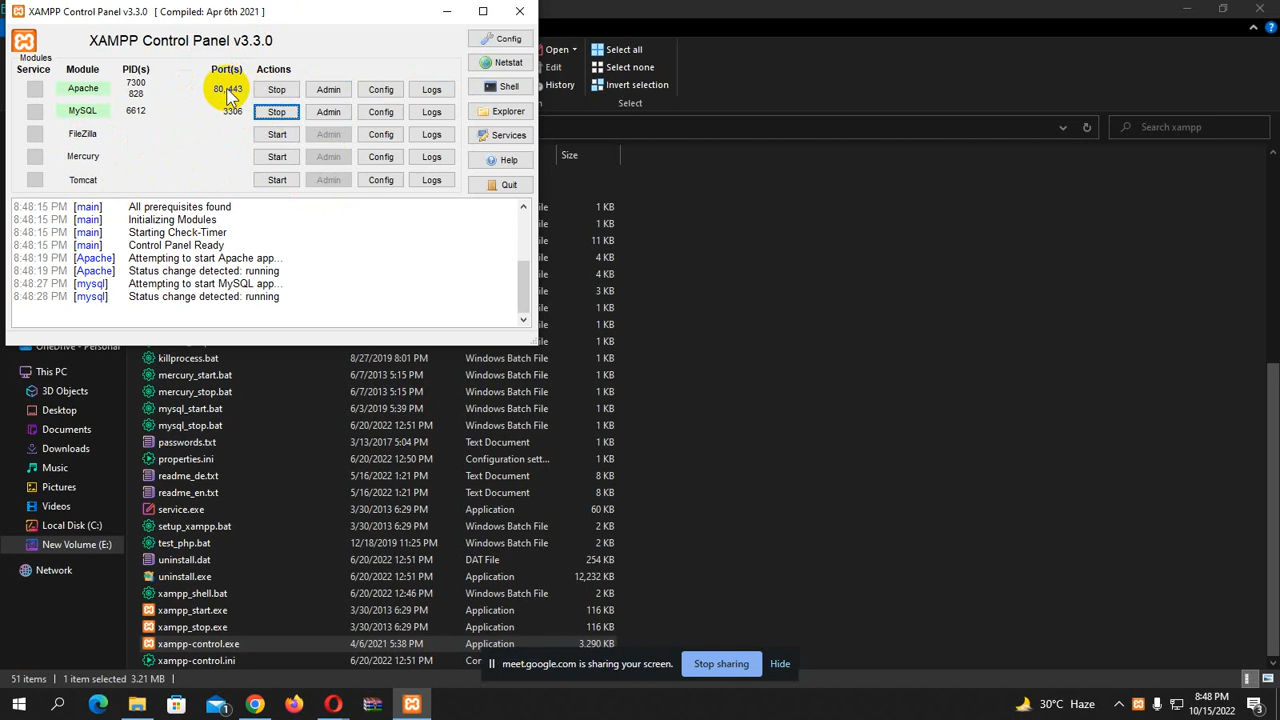 XAMPP Control Panel v3.3.0 [ Compiled: Apr 6th 2021 ]
XAMPP Control Panel v3.3.0
Config
Modules
Service Module PID(s) Port(s) Actions
Netstat
Apache 7300 828 80, 443 Stop Admin Config Logs
Shell
MySQL 6612 3306 Stop Admin Config Logs
Explorer
FileZilla Start Admin Config Logs
Services
Mercury Start Admin Config Logs
Help
Tomcat Start Admin Config Logs
Quit
8:48:15 PM [main] All prerequisites found
8:48:15 PM [main] Initializing Modules
8:48:15 PM [main] Starting Check-Timer
8:48:15 PM [main] Control Panel Ready
8:48:19 PM [Apache] Attempting to start Apache app...
8:48:19 PM [Apache] Status change detected: running
8:48:27 PM [mysql] Attempting to start MySQL app...
8:48:28 PM [mysql] Status change detected: running
Open Select all
Edit Select none
History Invert selection
Select
Search xampp
Size
ile 1 KB
ile 1 KB
ile 11 KB
ile 4 KB
ile 4 KB
ile 3 KB
ile 1 KB
ile 1 KB
ile 1 KB
OneDrive - Personal
This PC
3D Objects
Desktop
Documents
Downloads
Music
Pictures
Videos
Local Disk (C:)
New Volume (E:)
Network
killprocess.bat 8/27/2019 8:01 PM Windows Batch File 1 KB
mercury_start.bat 6/7/2013 5:15 PM Windows Batch File 1 KB
mercury_stop.bat 6/7/2013 5:15 PM Windows Batch File 1 KB
mysql_start.bat 6/3/2019 5:39 PM Windows Batch File 1 KB
mysql_stop.bat 6/20/2022 12:51 PM Windows Batch File 1 KB
passwords.txt 3/13/2017 5:04 PM Text Document 1 KB
properties.ini 6/20/2022 12:50 PM Configuration sett... 1 KB
readme_de.txt 5/16/2022 1:21 PM Text Document 8 KB
readme_en.txt 5/16/2022 1:21 PM Text Document 8 KB
service.exe 3/30/2013 6:29 PM Application 60 KB
setup_xampp.bat 3/30/2013 6:29 PM Windows Batch File 2 KB
test_php.bat 12/18/2019 11:25 PM Windows Batch File 2 KB
uninstall.dat 6/20/2022 12:51 PM DAT File 254 KB
uninstall.exe 6/20/2022 12:51 PM Application 12,232 KB
xampp_shell.bat 6/20/2022 12:46 PM Windows Batch File 2 KB
xampp_start.exe 3/30/2013 6:29 PM Application 116 KB
xampp_stop.exe 3/30/2013 6:29 PM Application 116 KB
xampp-control.exe 4/6/2021 5:38 PM Application 3,290 KB
xampp-control.ini 6/20/2022 12:51 PM Co
meet.google.com is sharing your screen. Stop sharing Hide
51 items 1 item selected 3.21 MB
30°C Haze 8:48 PM
10/15/2022